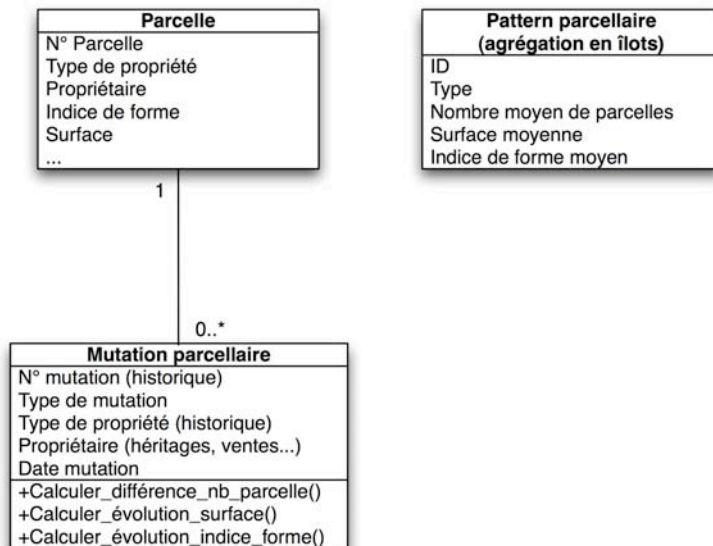 Parcelle
N° Parcelle
Type de propriété
Propriétaire
Indice de forme
Surface
...
Pattern parcellaire
(agrégation en îlots)
ID
Type
Nombre moyen de parcelles
Surface moyenne
Indice de forme moyen
1
0..*
Mutation parcellaire
N° mutation (historique)
Type de mutation
Type de propriété (historique)
Propriétaire (héritages, ventes...)
Date mutation
+Calculer_différence_nb_parcelle()
+Calculer_évolution_surface()
+Calculer_évolution_indice_forme()